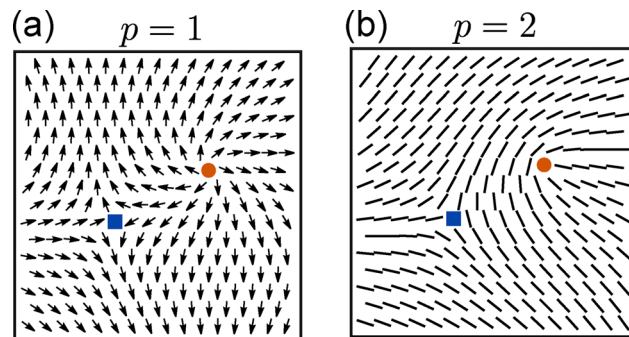 (a) p = 1
(b) p = 2